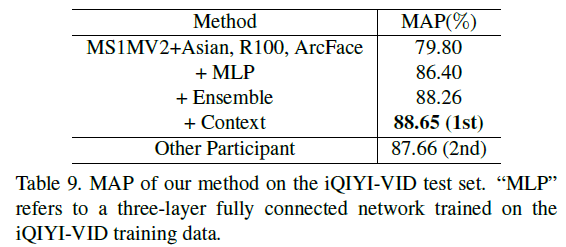 Method MAP(%)
MS1MV2+Asian, R100, ArcFace 79.80
+ MLP 86.40
+ Ensemble 88.26
+ Context 88.65 (1st)
Other Participant 87.66 (2nd)
Table 9. MAP of our method on the iQIYI-VID test set. “MLP”
refers to a three-layer fully connected network trained on the
iQIYI-VID training data.